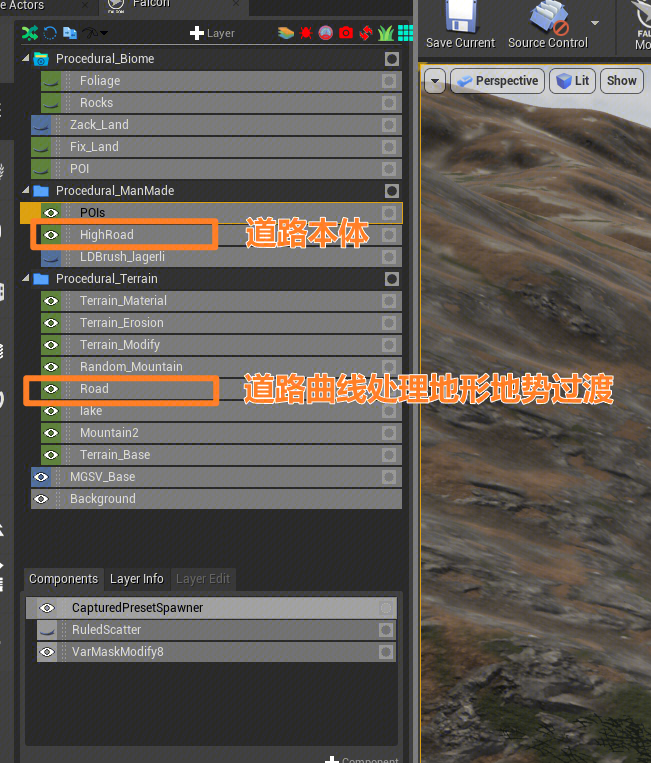 e Actors
Falcon
Layer
Procedural_Biome
Foliage
Rocks
Zack_Land
Fix_Land
POI
Procedural_ManMade
POIs
HighRoad
道路本体
LDBrush_lagerli
Procedural_Terrain
Terrain_Material
Terrain_Erosion
Terrain_Modify
Random_Mountain
Road
道路曲线处理地形地势过渡
lake
Mountain2
Terrain_Base
MGSV_Base
Background
Components
Layer Info
Layer Edit
CapturedPresetSpawner
RuledScatter
VarMaskModify8
Component
Save Current
Source Control
Mo
Perspective
Lit
Show